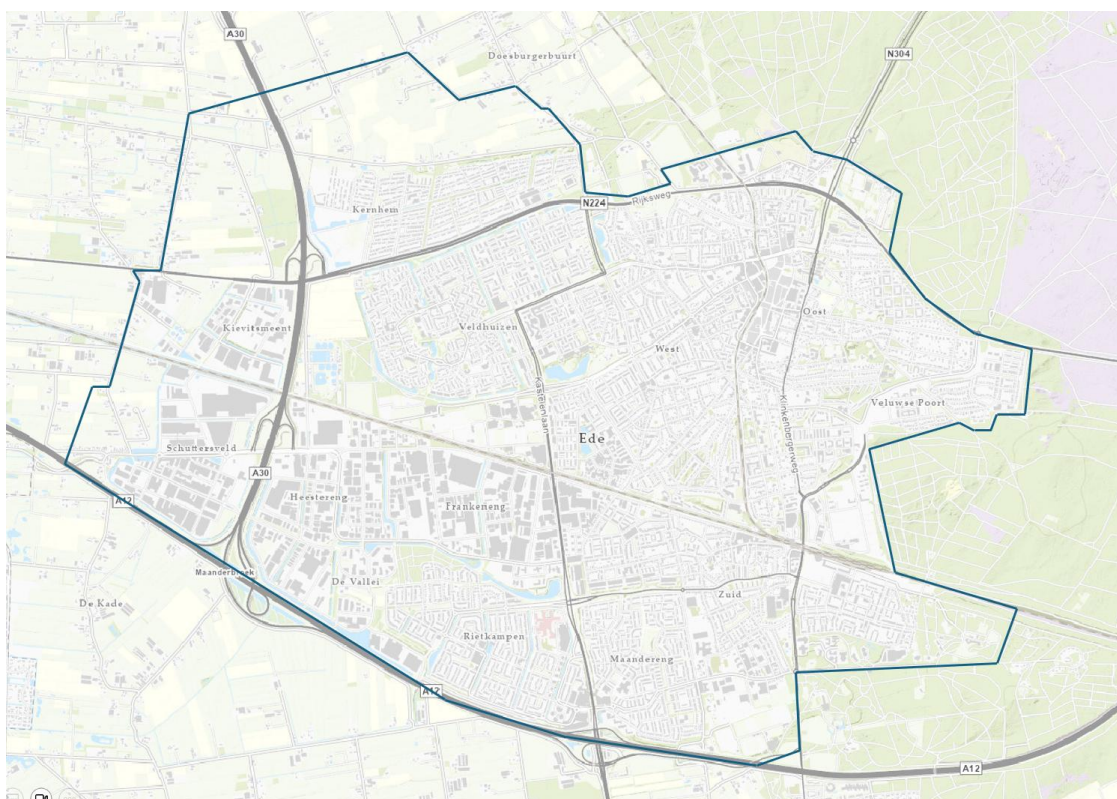 A30
Doesburgerbuurt
N304
Kernhem
N224
Rijksweg
Kievitsmeent
Veldhuizen
West
Oost
Kastelenlaan
Klinkenbergerweg
Veluwse Poort
Ede
Schuttersveld
A30
A12
Heestereng
Frankeneng
Maanderbroek
De Vallei
De Kade
Zuid
Rietkampen
Maandereng
A12
A12